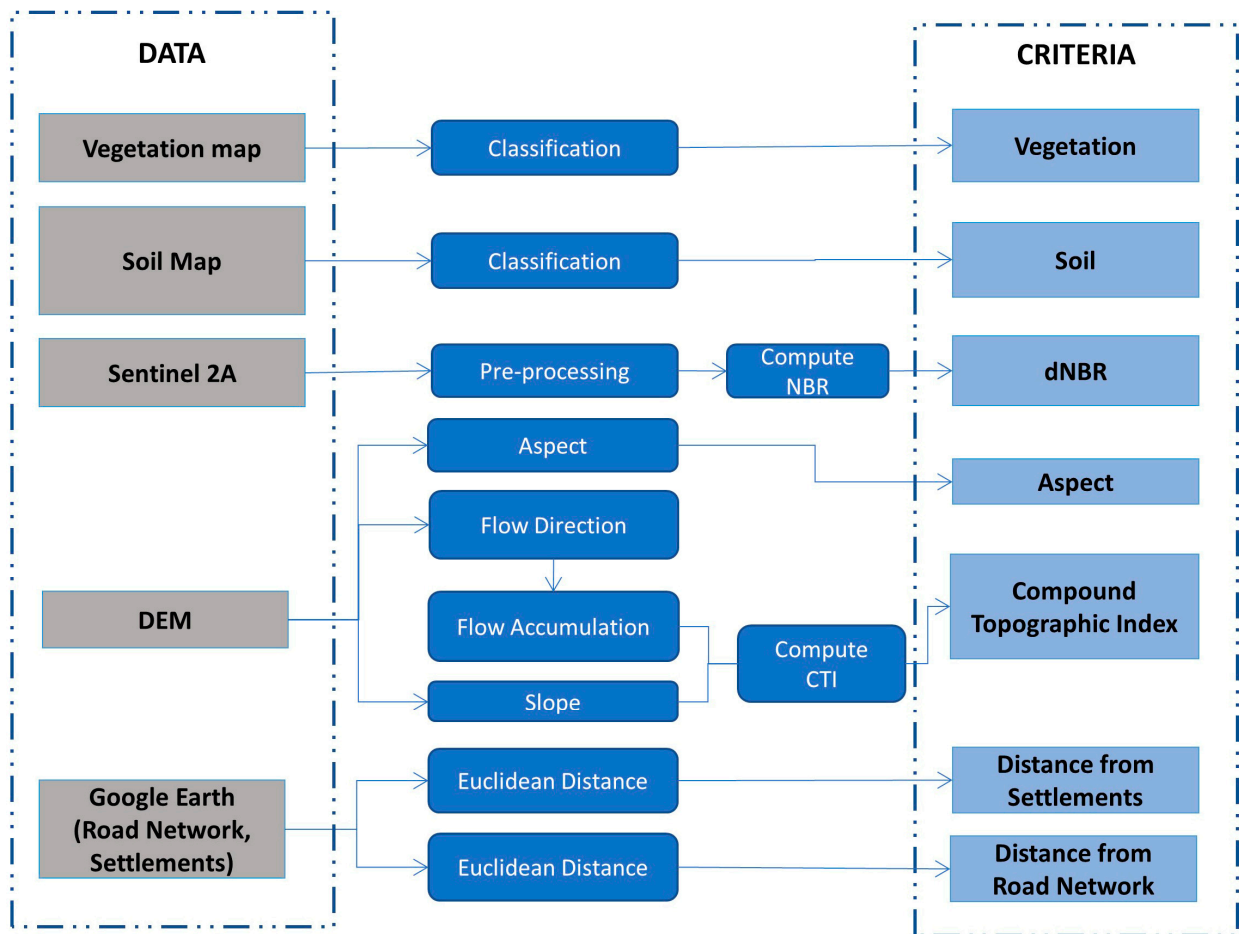 DATA
CRITERIA
Vegetation map
Classification
Vegetation
Soil Map
Classification
Soil
Sentinel 2A
Pre-processing
Compute
NBR
dNBR
Aspect
Aspect
Flow Direction
DEM
Flow Accumulation
Slope
Compute
CTI
Compound
Topographic Index
Google Earth
(Road Network,
Settlements)
Euclidean Distance
Distance from
Settlements
Euclidean Distance
Distance from
Road Network